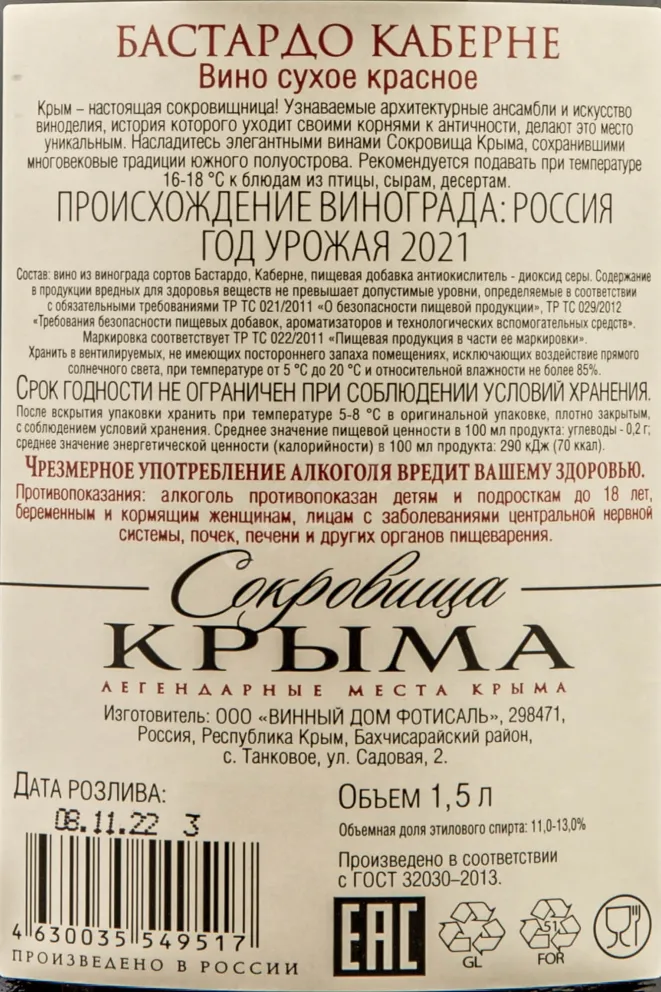 БАСТАРДО КАБЕРНЕ
Вино сухое красное
Крым – настоящая сокровищница! Узнаваемые архитектурные ансамбли и искусство
виноделия, история которого уходит своими корнями к античности, делают это место
уникальным. Насладитесь элегантными винами Сокровища Крыма, сохранившими
многовековые традиции южного полуострова. Рекомендуется подавать при температуре
16-18 °C к блюдам из птицы, сырам, десертам.
ПРОИСХОЖДЕНИЕ ВИНОГРАДА: РОССИЯ
ГОД УРОЖАЯ 2021
Состав: вино из винограда сортов Бастардо, Каберне, пищевая добавка антиокислитель - диоксид серы. Содержание
в продукции вредных для здоровья веществ не превышает допустимые уровни, определяемые в соответствии
с обязательными требованиями ТР ТС 021/2011 «О безопасности пищевой продукции», ТР ТС 029/2012
«Требования безопасности пищевых добавок, ароматизаторов и технологических вспомогательных средств».
Маркировка соответствует ТР ТС 022/2011 «Пищевая продукция в части ее маркировки».
Хранить в вентилируемых, не имеющих постороннего запаха помещениях, исключающих воздействие прямого
солнечного света, при температуре от 5 °C до 20 °C и относительной влажности не более 85%.
СРОК ГОДНОСТИ НЕ ОГРАНИЧЕН ПРИ СОБЛЮДЕНИИ УСЛОВИЙ ХРАНЕНИЯ.
После вскрытия упаковки хранить при температуре 5-8 °C в оригинальной упаковке, плотно закрытым,
с соблюдением условий хранения. Среднее значение пищевой ценности в 100 мл продукта: углеводы - 0,2 г;
среднее значение энергетической ценности (калорийности) в 100 мл продукта: 290 кДж (70 ккал).
ЧРЕЗМЕРНОЕ УПОТРЕБЛЕНИЕ АЛКОГОЛЯ ВРЕДИТ ВАШЕМУ ЗДОРОВЬЮ.
Противопоказания: алкоголь противопоказан детям и подросткам до 18 лет,
беременным и кормящим женщинам, лицам с заболеваниями центральной нервной
системы, почек, печени и других органов пищеварения.
Сокровища
КРЫМА
ЛЕГЕНДАРНЫЕ МЕСТА КРЫМА
Изготовитель: ООО «ВИННЫЙ ДОМ ФОТИСАЛЬ», 298471,
Россия, Республика Крым, Бахчисарайский район,
с. Танковое, ул. Садовая, 2.
ДАТА РОЗЛИВА:
08.11.22 3
4 630035 549517
ПРОИЗВЕДЕНО В РОССИИ
ОБЪЕМ 1,5 Л
Объемная доля этилового спирта: 11,0-13,0%
Произведено в соответствии
с ГОСТ 32030–2013.
EAC
GL
51
FOR